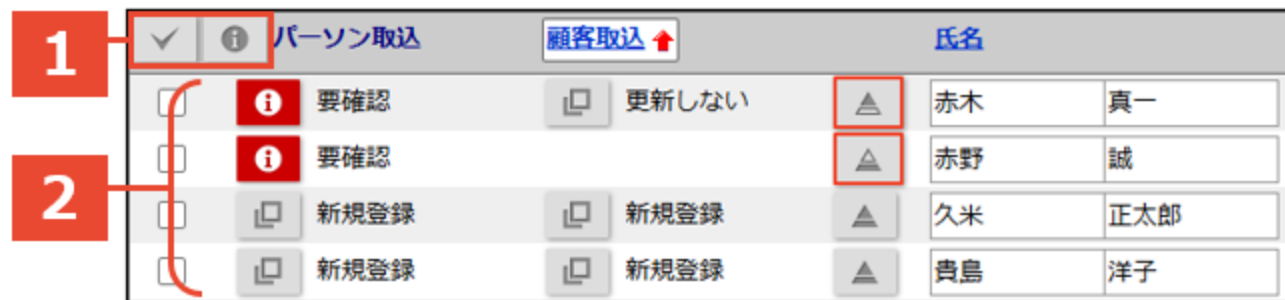 1 パーソン取込 顧客取込 氏名
要確認 更新しない 赤木 真一
要確認 赤野 誠
2 新規登録 新規登録 久米 正太郎
新規登録 新規登録 貴島 洋子